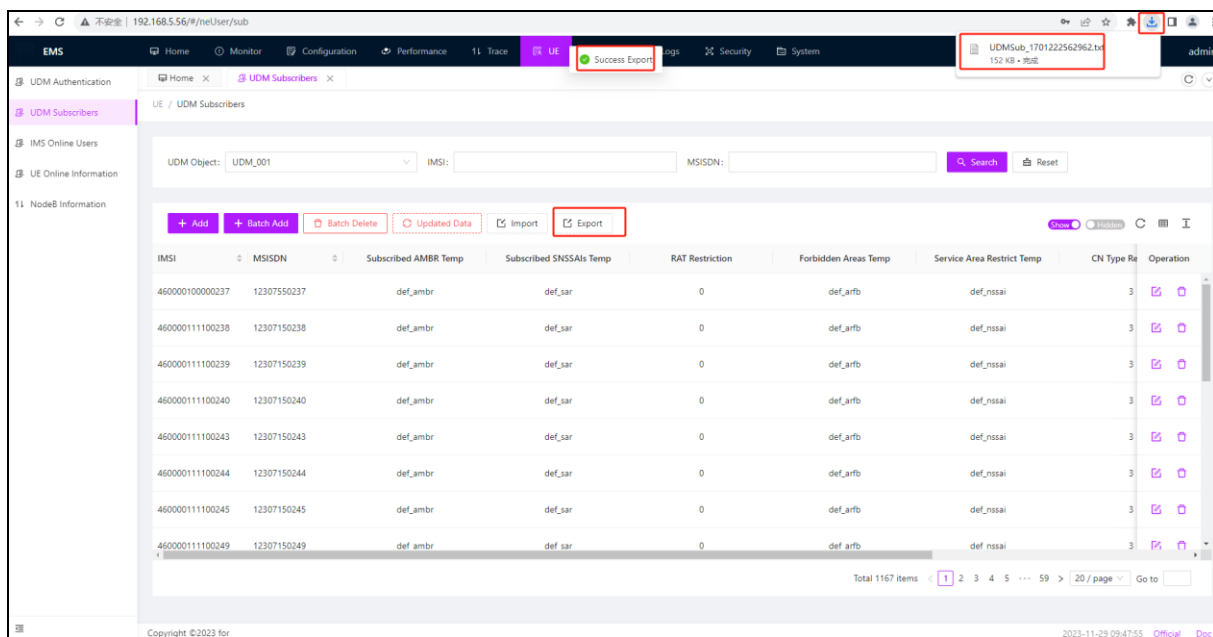 不安全 | 192.168.5.56/#/neUser/sub
EMS Home Monitor Configuration Performance Trace UE Logs Security System admin
Success Export
UDMSub_1701222562962.txt
152 KB • 完成
UDM Authentication
UDM Subscribers
IMS Online Users
UE Online Information
NodeB Information
Home × UDM Subscribers ×
UE / UDM Subscribers
UDM Object: UDM_001 IMSI: MSISDN: Search Reset
+ Add + Batch Add Batch Delete Updated Data Import Export Show Hidden
IMSI MSISDN Subscribed AMBR Temp Subscribed SNSSAIs Temp RAT Restriction Forbidden Areas Temp Service Area Restrict Temp CN Type Re Operation
460000100000237 12307550237 def_ambr def_sar 0 def_arfb def_nssai 3
460000111100238 12307150238 def_ambr def_sar 0 def_arfb def_nssai 3
460000111100239 12307150239 def_ambr def_sar 0 def_arfb def_nssai 3
460000111100240 12307150240 def_ambr def_sar 0 def_arfb def_nssai 3
460000111100243 12307150243 def_ambr def_sar 0 def_arfb def_nssai 3
460000111100244 12307150244 def_ambr def_sar 0 def_arfb def_nssai 3
460000111100245 12307150245 def_ambr def_sar 0 def_arfb def_nssai 3
460000111100249 12307150249 def_ambr def_sar 0 def_arfb def_nssai 3
Total 1167 items < 1 2 3 4 5 ••• 59 > 20 / page Go to
Copyright ©2023 for 2023-11-29 09:47:55 Official Doc